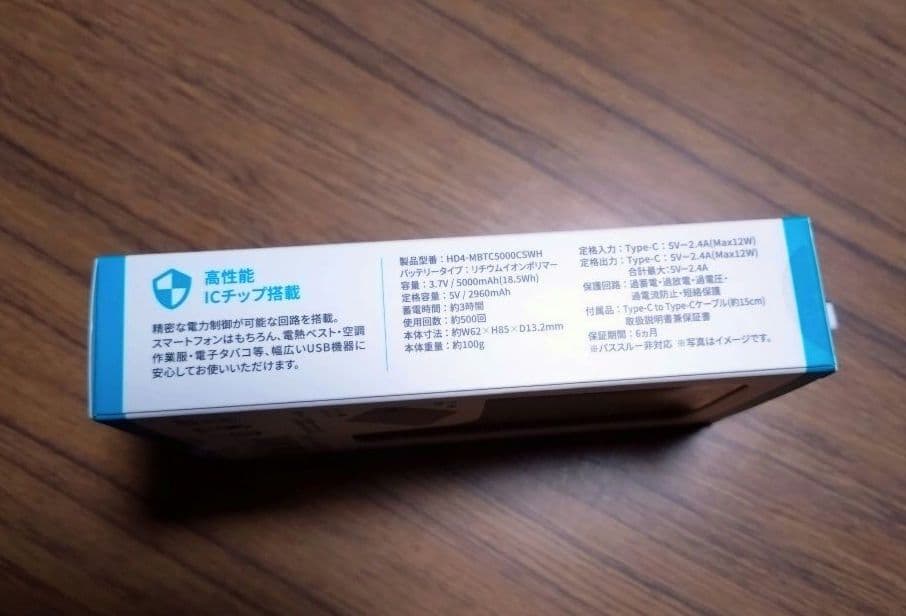 高性能
ICチップ搭載
精密な電力制御が可能な回路を搭載。
スマートフォンはもちろん、電熱ベスト・空調
作業服・電子タバコ等、幅広いUSB機器に
安心してお使いいただけます。
製品型番：HD4-MBTC5000CSWH
バッテリータイプ：リチウムイオンポリマー
容量：3.7V / 5000mAh(18.5Wh)
定格容量：5V / 2960mAh
蓄電時間：約3時間
使用回数：約500回
本体寸法：約W62×H85×D13.2mm
本体重量：約100g
定格入力：Type-C：5V⎓2.4A(Max12W)
定格出力：Type-C：5V⎓2.4A(Max12W)
合計最大：5V⎓2.4A
保護回路：過蓄電・過放電・過電圧・
過電流防止・短絡保護
付属品：Type-C to Type-Cケーブル(約15cm)
取扱説明書兼保証書
保証期間：6ヵ月
※パススルー非対応 ※写真はイメージです。